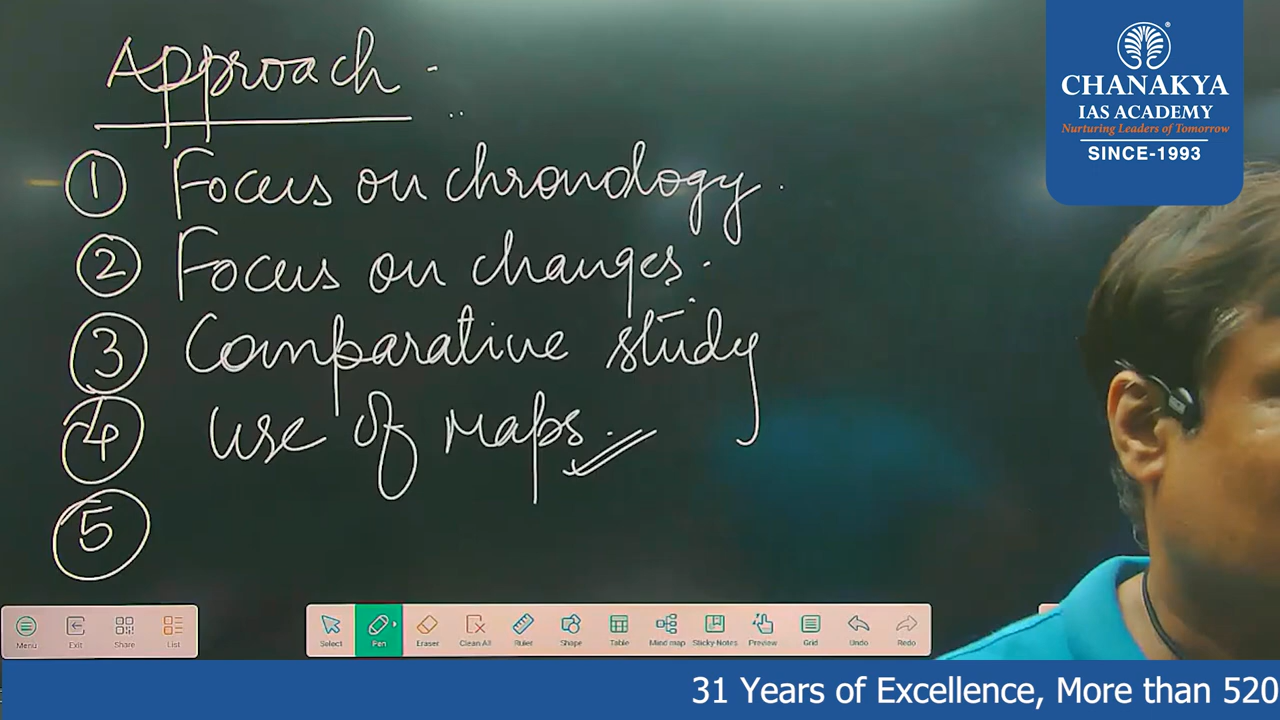 Approach.
① Focus on chronology.
② Focus on changes.
③ Comparative study
④ Use of Maps.
⑤
CHANAKYA
IAS ACADEMY
Nurturing Leaders of Tomorrow
SINCE-1993
Menu Exit Share List
Select Pen Eraser Clean All Ruler Shape Table Mind map Sticky Notes Preview Grid Undo Redo
31 Years of Excellence, More than 520